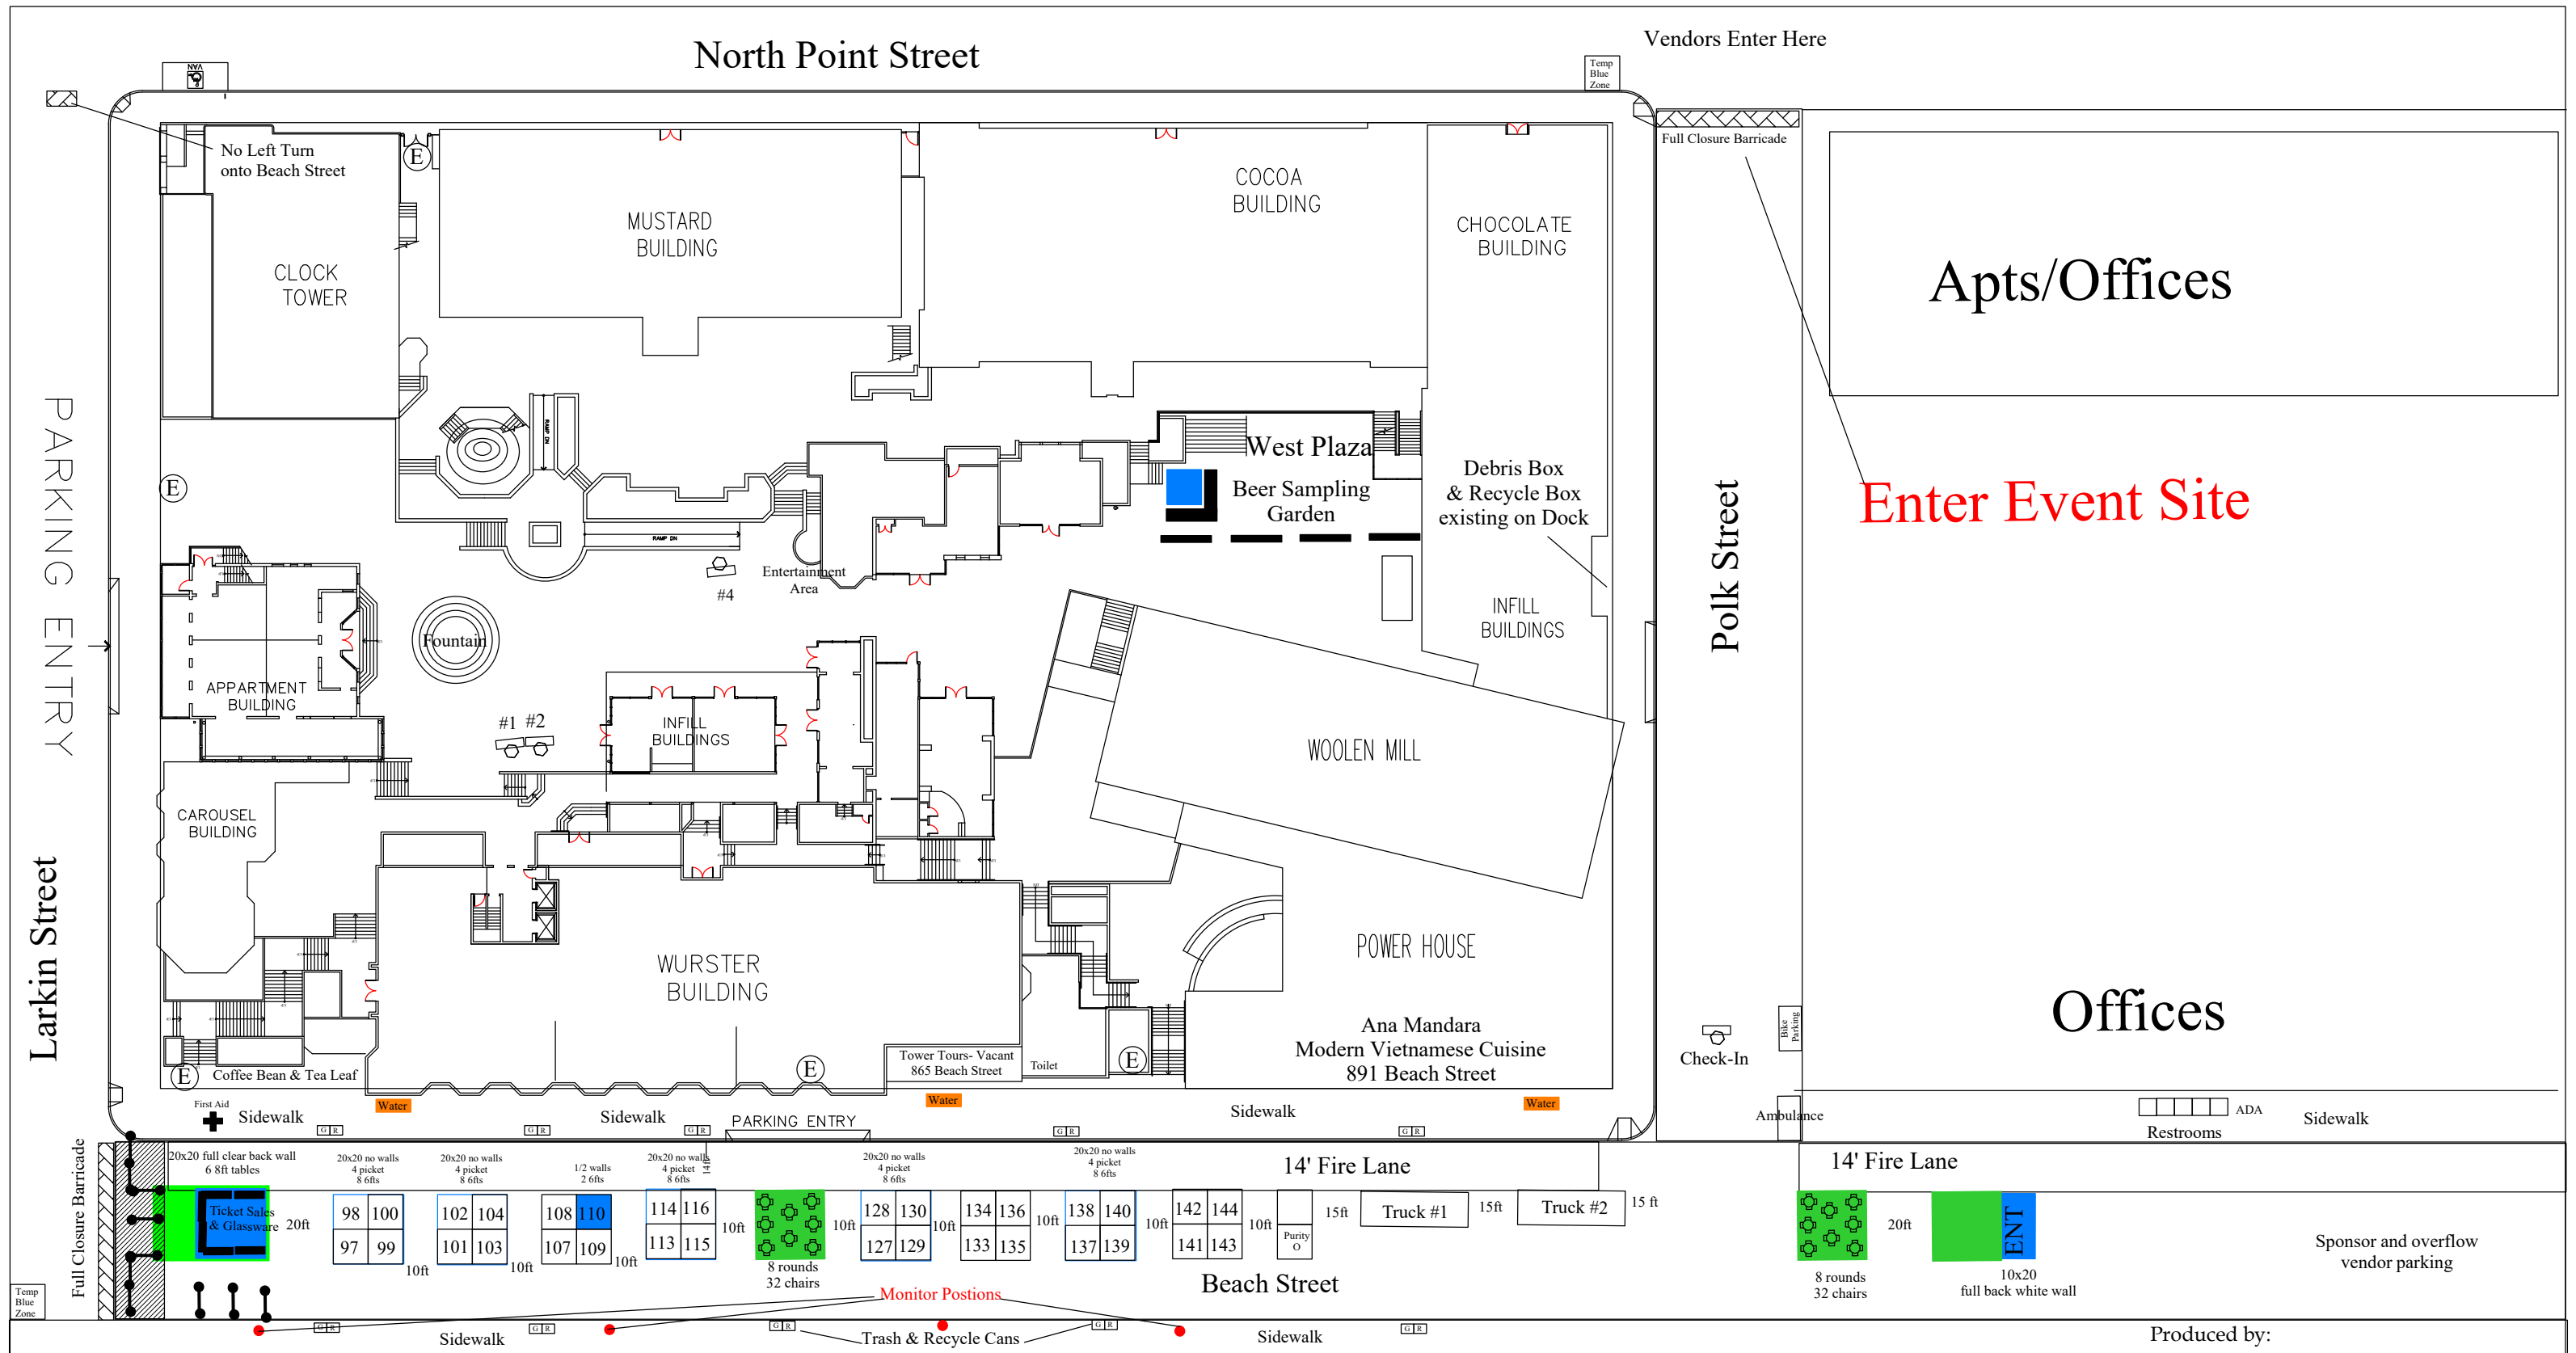 North Point Street
Vendors Enter Here
VAN
Temp
Blue
Zone
No Left Turn
onto Beach Street
E
Full Closure Barricade
MUSTARD
BUILDING
COCOA
BUILDING
CHOCOLATE
BUILDING
CLOCK
TOWER
Apts/Offices
PARKING ENTRY
RAMP DN
West Plaza
Beer Sampling
Garden
Debris Box
& Recycle Box
existing on Dock
Enter Event Site
E
RAMP DN
Polk Street
Entertainment
Area
#4
INFILL
BUILDINGS
Fountain
APPARTMENT
BUILDING
#1 #2
INFILL
BUILDINGS
WOOLEN MILL
CAROUSEL
BUILDING
Larkin Street
WURSTER
BUILDING
POWER HOUSE
Offices
Ana Mandara
Modern Vietnamese Cuisine
891 Beach Street
Bike
Parking
Check-In
Tower Tours- Vacant
865 Beach Street
Toilet
E
E
E
Coffee Bean & Tea Leaf
First Aid
Sidewalk
Water
Sidewalk
PARKING ENTRY
Water
Sidewalk
Water
Ambulance
ADA
Restrooms
Sidewalk
G R
G R
G R
G R
G R
Full Closure Barricade
20x20 full clear back wall
6 8ft tables
20x20 no walls
4 picket
8 6fts
20x20 no walls
4 picket
8 6fts
1/2 walls
2 6fts
20x20 no walls
4 picket
8 6fts
14ft
20x20 no walls
4 picket
8 6fts
20x20 no walls
4 picket
8 6fts
14' Fire Lane
14' Fire Lane
Ticket Sales
& Glassware
20ft
98 100
97 99
10ft
102 104
101 103
10ft
108 110
107 109
10ft
114 116
113 115
10ft
8 rounds
32 chairs
10ft
128 130
127 129
10ft
134 136
133 135
10ft
138 140
137 139
10ft
142 144
141 143
10ft
Purity
O
15ft
Truck #1
15ft
Truck #2
15 ft
8 rounds
32 chairs
20ft
ENT
10x20
full back white wall
Sponsor and overflow
vendor parking
Beach Street
Temp
Blue
Zone
Monitor Postions
G R
Sidewalk
G R
G R
Trash & Recycle Cans
G R
Sidewalk
G R
Produced by: